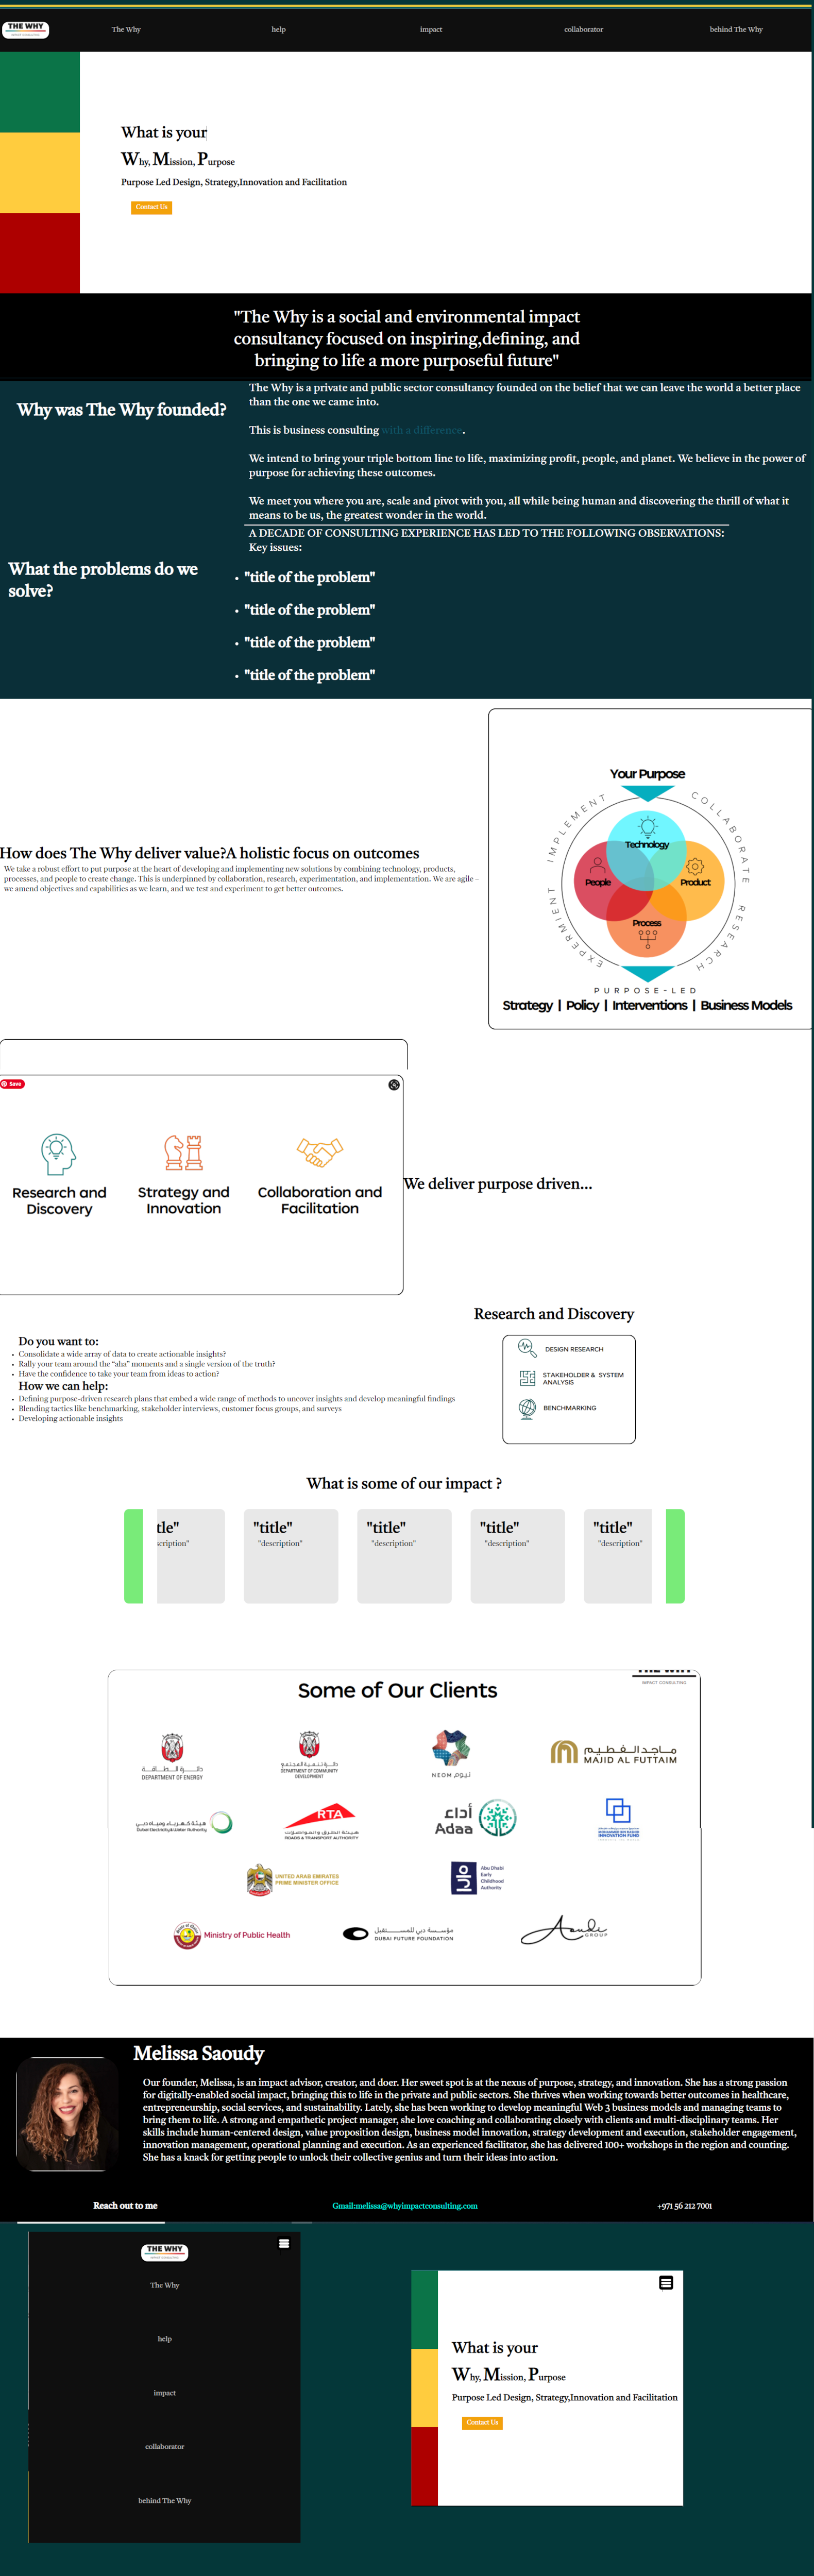 THE WHY
IMPACT CONSULTING
The Why
help
impact
collaborator
behind The Why
What is your
Why, Mission, Purpose
Purpose Led Design, Strategy,Innovation and Facilitation
Contact Us
"The Why is a social and environmental impact
consultancy focused on inspiring,defining, and
bringing to life a more purposeful future"
Why was The Why founded?
The Why is a private and public sector consultancy founded on the belief that we can leave the world a better place
than the one we came into.
This is business consulting with a difference.
We intend to bring your triple bottom line to life, maximizing profit, people, and planet. We believe in the power of
purpose for achieving these outcomes.
We meet you where you are, scale and pivot with you, all while being human and discovering the thrill of what it
means to be us, the greatest wonder in the world.
A DECADE OF CONSULTING EXPERIENCE HAS LED TO THE FOLLOWING OBSERVATIONS:
Key issues:
What the problems do we
solve?
• "title of the problem"
• "title of the problem"
• "title of the problem"
• "title of the problem"
How does The Why deliver value?A holistic focus on outcomes
We take a robust effort to put purpose at the heart of developing and implementing new solutions by combining technology, products,
processes, and people to create change. This is underpinned by collaboration, research, experimentation, and implementation. We are agile –
we amend objectives and capabilities as we learn, and we test and experiment to get better outcomes.
Your Purpose
IMPLEMENT
COLLABORATE
Technology
People
Product
Process
EXPERMIENT
RESEARCH
PURPOSE-LED
Strategy | Policy | Interventions | Business Models
Save
Research and
Discovery
Strategy and
Innovation
Collaboration and
Facilitation
We deliver purpose driven...
Research and Discovery
Do you want to:
• Consolidate a wide array of data to create actionable insights?
• Rally your team around the “aha” moments and a single version of the truth?
• Have the confidence to take your team from ideas to action?
How we can help:
• Defining purpose-driven research plans that embed a wide range of methods to uncover insights and develop meaningful findings
• Blending tactics like benchmarking, stakeholder interviews, customer focus groups, and surveys
• Developing actionable insights
DESIGN RESEARCH
STAKEHOLDER & SYSTEM
ANALYSIS
BENCHMARKING
What is some of our impact ?
tle"
"title"
"title"
"title"
"title"
cription"
"description"
"description"
"description"
"description"
IMPACT CONSULTING
Some of Our Clients
دائـــرة الـطـــاقـــة
DEPARTMENT OF ENERGY
دائــرة تـنـمـيـة المجتمع
DEPARTMENT OF COMMUNITY
DEVELOPMENT
نيوم NEOM
ماجد الفطيم
MAJID AL FUTTAIM
هيئة كهرباء ومياه دبي
Dubai Electricity & Water Authority
RTA
هيئة الطرق والمواصلات
ROADS & TRANSPORT AUTHORITY
أداء
Adaa
MOHAMMED BIN RASHID
INNOVATION FUND
UNITED ARAB EMIRATES
PRIME MINISTER OFFICE
Abu Dhabi
Early
Childhood
Authority
Ministry of Public Health
مؤسسة دبي للمستقبل
DUBAI FUTURE FOUNDATION
GROUP
Melissa Saoudy
Our founder, Melissa, is an impact advisor, creator, and doer. Her sweet spot is at the nexus of purpose, strategy, and innovation. She has a strong passion
for digitally-enabled social impact, bringing this to life in the private and public sectors. She thrives when working towards better outcomes in healthcare,
entrepreneurship, social services, and sustainability. Lately, she has been working to develop meaningful Web 3 business models and managing teams to
bring them to life. A strong and empathetic project manager, she love coaching and collaborating closely with clients and multi-disciplinary teams. Her
skills include human-centered design, value proposition design, business model innovation, strategy development and execution, stakeholder engagement,
innovation management, operational planning and execution. As an experienced facilitator, she has delivered 100+ workshops in the region and counting.
She has a knack for getting people to unlock their collective genius and turn their ideas into action.
Reach out to me
Gmail:melissa@whyimpactconsulting.com
+971 56 212 7001
THE WHY
IMPACT CONSULTING
The Why
help
impact
collaborator
behind The Why
What is your
Why, Mission, Purpose
Purpose Led Design, Strategy,Innovation and Facilitation
Contact Us